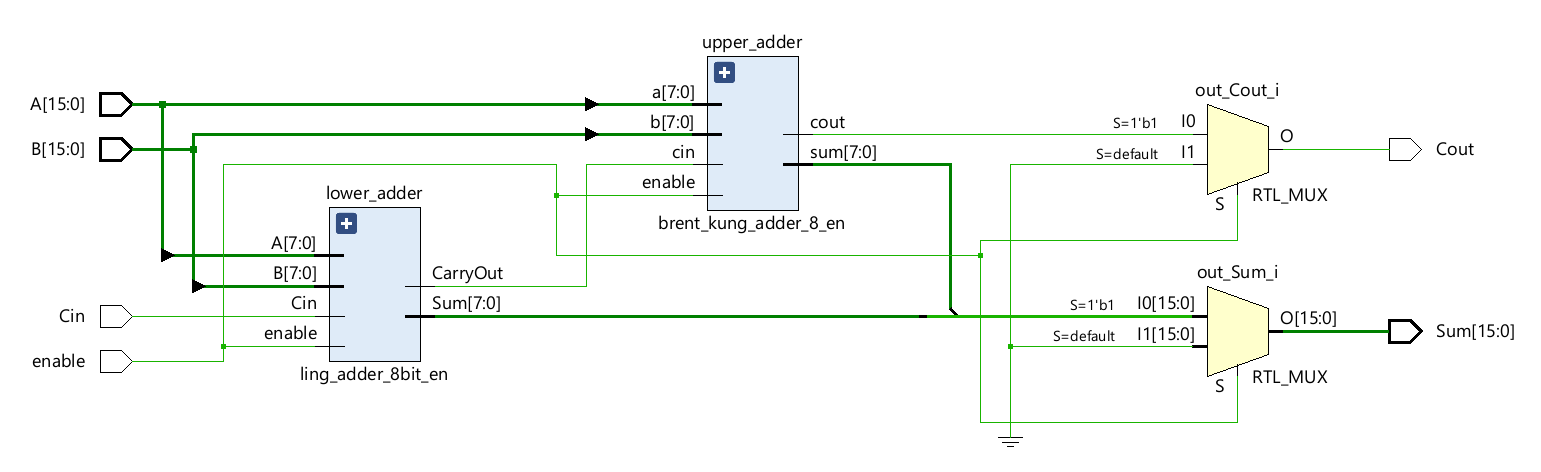 upper_adder
A[15:0]
B[15:0]
a[7:0]
b[7:0]
cin
enable
cout
sum[7:0]
brent_kung_adder_8_en
out_Cout_i
S=1'b1
I0
S=default
I1
O
S
RTL_MUX
Cout
lower_adder
A[7:0]
B[7:0]
Cin
enable
CarryOut
Sum[7:0]
ling_adder_8bit_en
Cin
enable
out_Sum_i
S=1'b1
I0[15:0]
S=default
I1[15:0]
O[15:0]
S
RTL_MUX
Sum[15:0]